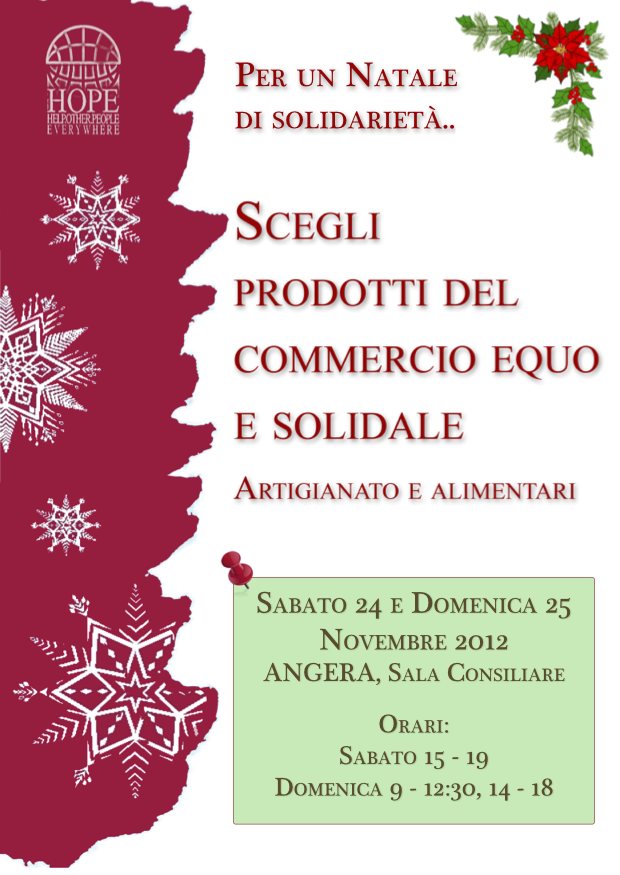 HOPE
HELP.OTHER.PEOPLE
EVERYWHERE
Per un Natale
di solidarietà..
Scegli
prodotti del
commercio equo
e solidale
Artigianato e alimentari
Sabato 24 e Domenica 25
Novembre 2012
ANGERA, Sala Consiliare
Orari:
Sabato 15 - 19
Domenica 9 - 12:30, 14 - 18